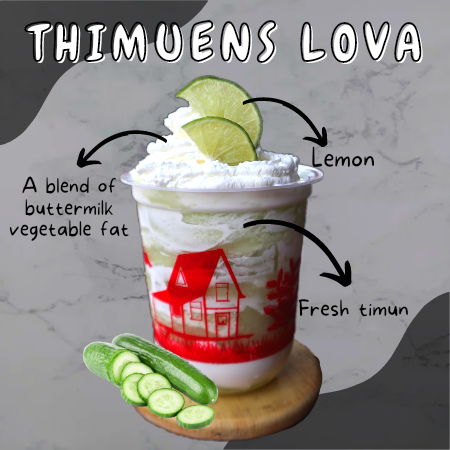 THIMUENS LOVA
Lemon
A blend of
buttermilk
vegetable fat
Fresh timun